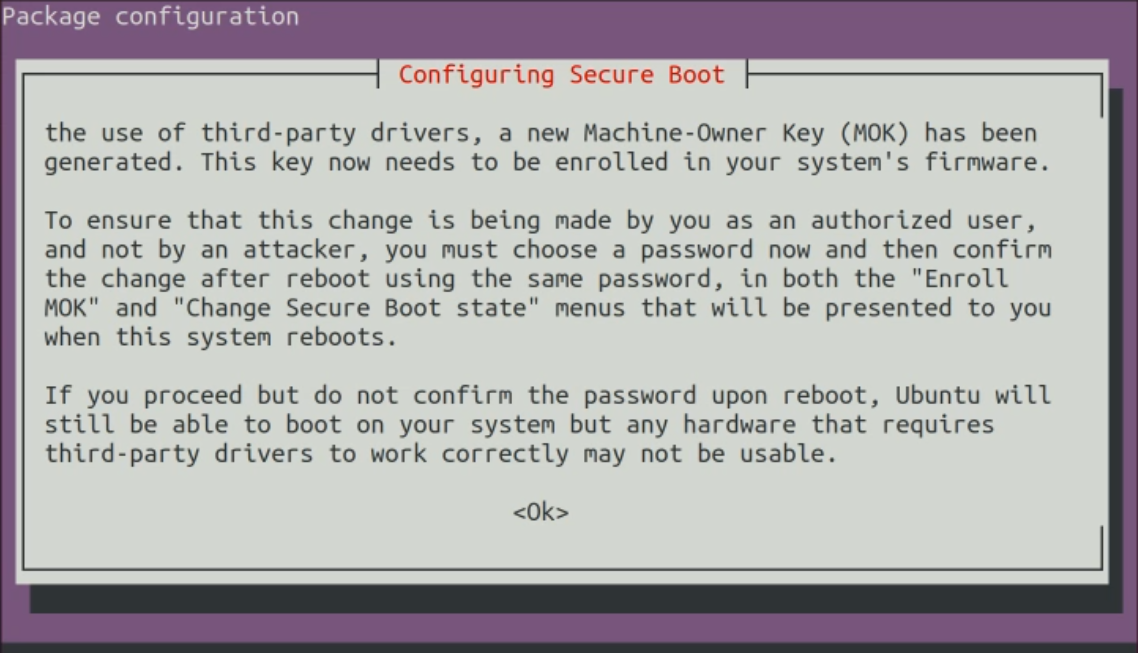 Package configuration
Configuring Secure Boot
the use of third-party drivers, a new Machine-Owner Key (MOK) has been
generated. This key now needs to be enrolled in your system's firmware.
To ensure that this change is being made by you as an authorized user,
and not by an attacker, you must choose a password now and then confirm
the change after reboot using the same password, in both the "Enroll
MOK" and "Change Secure Boot state" menus that will be presented to you
when this system reboots.
If you proceed but do not confirm the password upon reboot, Ubuntu will
still be able to boot on your system but any hardware that requires
third-party drivers to work correctly may not be usable.
<Ok>